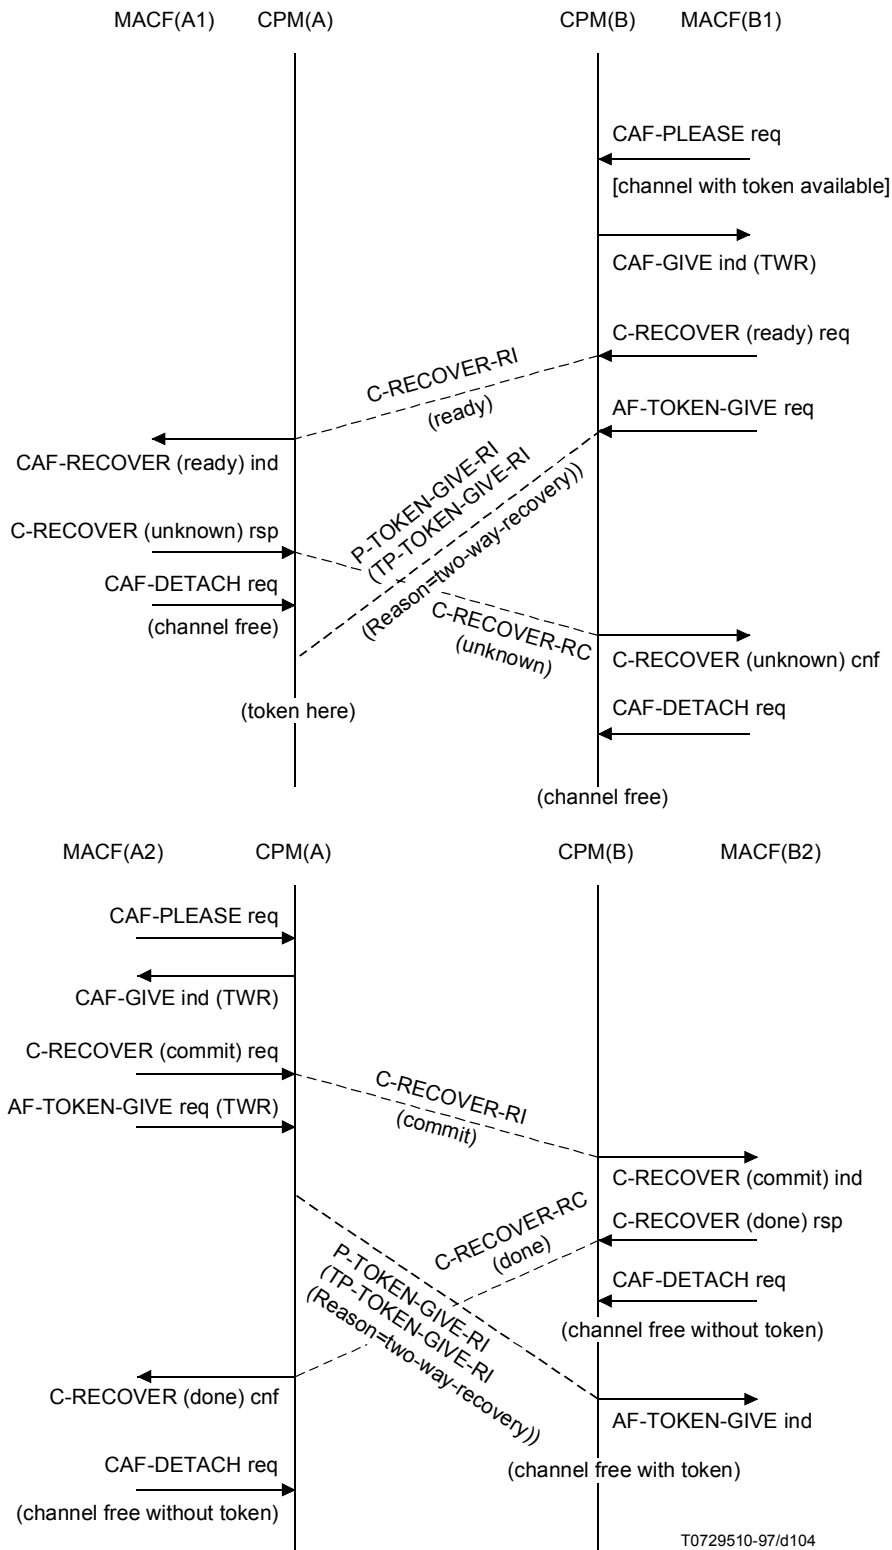 MACF(A1) CPM(A) CPM(B) MACF(B1)
CAF-PLEASE req
[channel with token available]
CAF-GIVE ind (TWR)
C-RECOVER (ready) req
C-RECOVER-RI
(ready)
AF-TOKEN-GIVE req
CAF-RECOVER (ready) ind
P-TOKEN-GIVE-RI
(TP-TOKEN-GIVE-RI
(Reason=two-way-recovery))
C-RECOVER (unknown) rsp
CAF-DETACH req
(channel free)
C-RECOVER-RC
(unknown)
C-RECOVER (unknown) cnf
(token here)
CAF-DETACH req
(channel free)
MACF(A2) CPM(A) CPM(B) MACF(B2)
CAF-PLEASE req
CAF-GIVE ind (TWR)
C-RECOVER (commit) req
C-RECOVER-RI
(commit)
AF-TOKEN-GIVE req (TWR)
C-RECOVER (commit) ind
C-RECOVER-RC
(done)
C-RECOVER (done) rsp
P-TOKEN-GIVE-RI
(TP-TOKEN-GIVE-RI
(Reason=two-way-recovery))
CAF-DETACH req
(channel free without token)
C-RECOVER (done) cnf
AF-TOKEN-GIVE ind
CAF-DETACH req
(channel free with token)
(channel free without token)
T0729510-97/d104